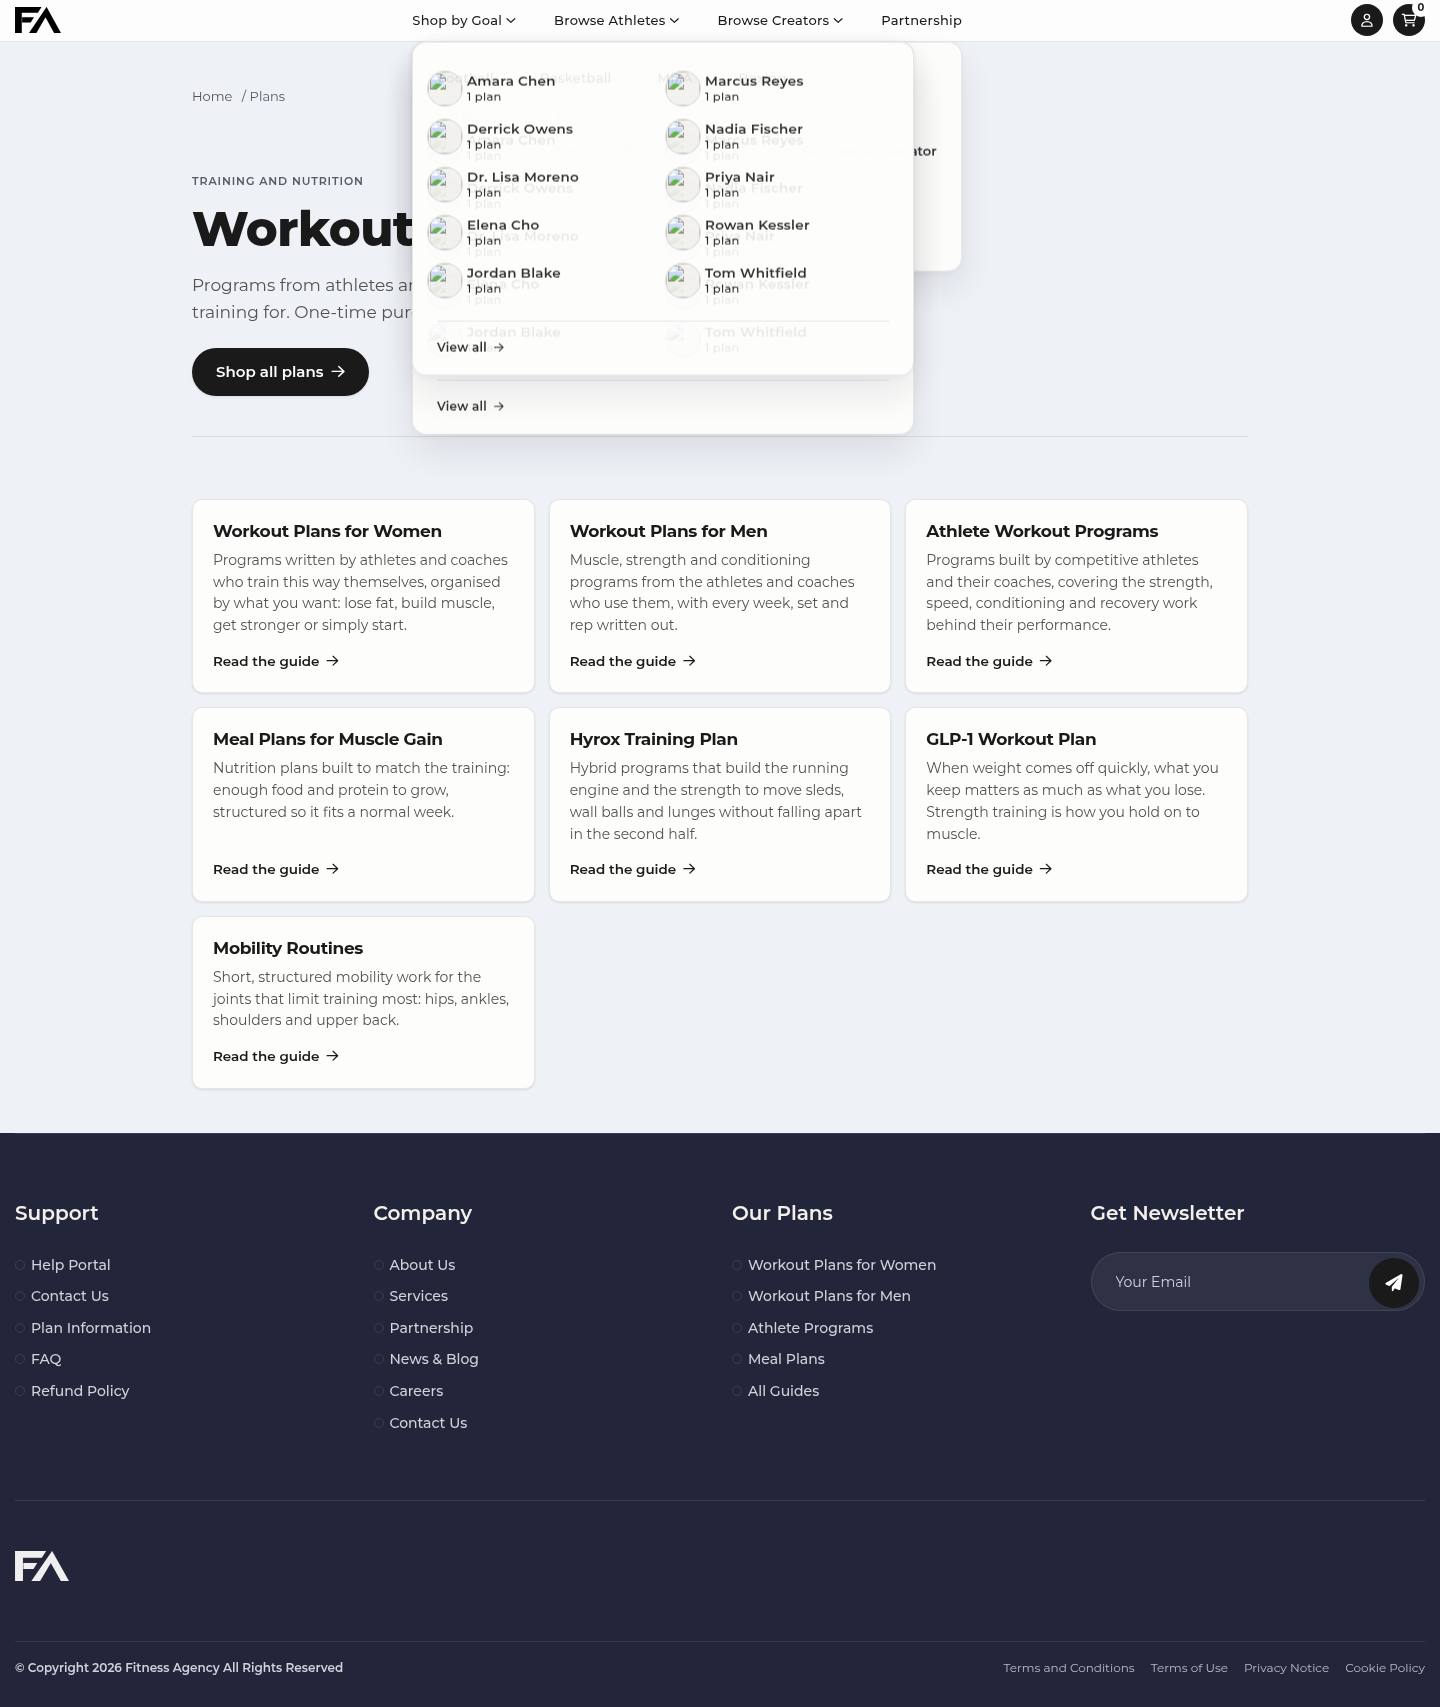 FA
Shop by Goal
Browse Athletes
Browse Creators
Partnership
0
Home / Plans
Amara Chen
1 plan
Marcus Reyes
1 plan
Derrick Owens
1 plan
Nadia Fischer
1 plan
Dr. Lisa Moreno
1 plan
Priya Nair
1 plan
Elena Cho
1 plan
Rowan Kessler
1 plan
Jordan Blake
1 plan
Tom Whitfield
1 plan
View all →
Jordan Blake
1 plan
Tom Whitfield
1 plan
View all →
TRAINING AND NUTRITION
Workout
Programs from athletes
training for. One-time
Shop all plans →
Workout Plans for Women
Programs written by athletes and coaches
who train this way themselves, organised
by what you want: lose fat, build muscle,
get stronger or simply start.
Read the guide →
Workout Plans for Men
Muscle, strength and conditioning
programs from the athletes and coaches
who use them, with every week, set and
rep written out.
Read the guide →
Athlete Workout Programs
Programs built by competitive athletes
and their coaches, covering the strength,
speed, conditioning and recovery work
behind their performance.
Read the guide →
Meal Plans for Muscle Gain
Nutrition plans built to match the training:
enough food and protein to grow,
structured so it fits a normal week.
Read the guide →
Hyrox Training Plan
Hybrid programs that build the running
engine and the strength to move sleds,
wall balls and lunges without falling apart
in the second half.
Read the guide →
GLP-1 Workout Plan
When weight comes off quickly, what you
keep matters as much as what you lose.
Strength training is how you hold on to
muscle.
Read the guide →
Mobility Routines
Short, structured mobility work for the
joints that limit training most: hips, ankles,
shoulders and upper back.
Read the guide →
Support
Help Portal
Contact Us
Plan Information
FAQ
Refund Policy
Company
About Us
Services
Partnership
News & Blog
Careers
Contact Us
Our Plans
Workout Plans for Women
Workout Plans for Men
Athlete Programs
Meal Plans
All Guides
Get Newsletter
Your Email
FA
© Copyright 2026 Fitness Agency All Rights Reserved
Terms and Conditions
Terms of Use
Privacy Notice
Cookie Policy